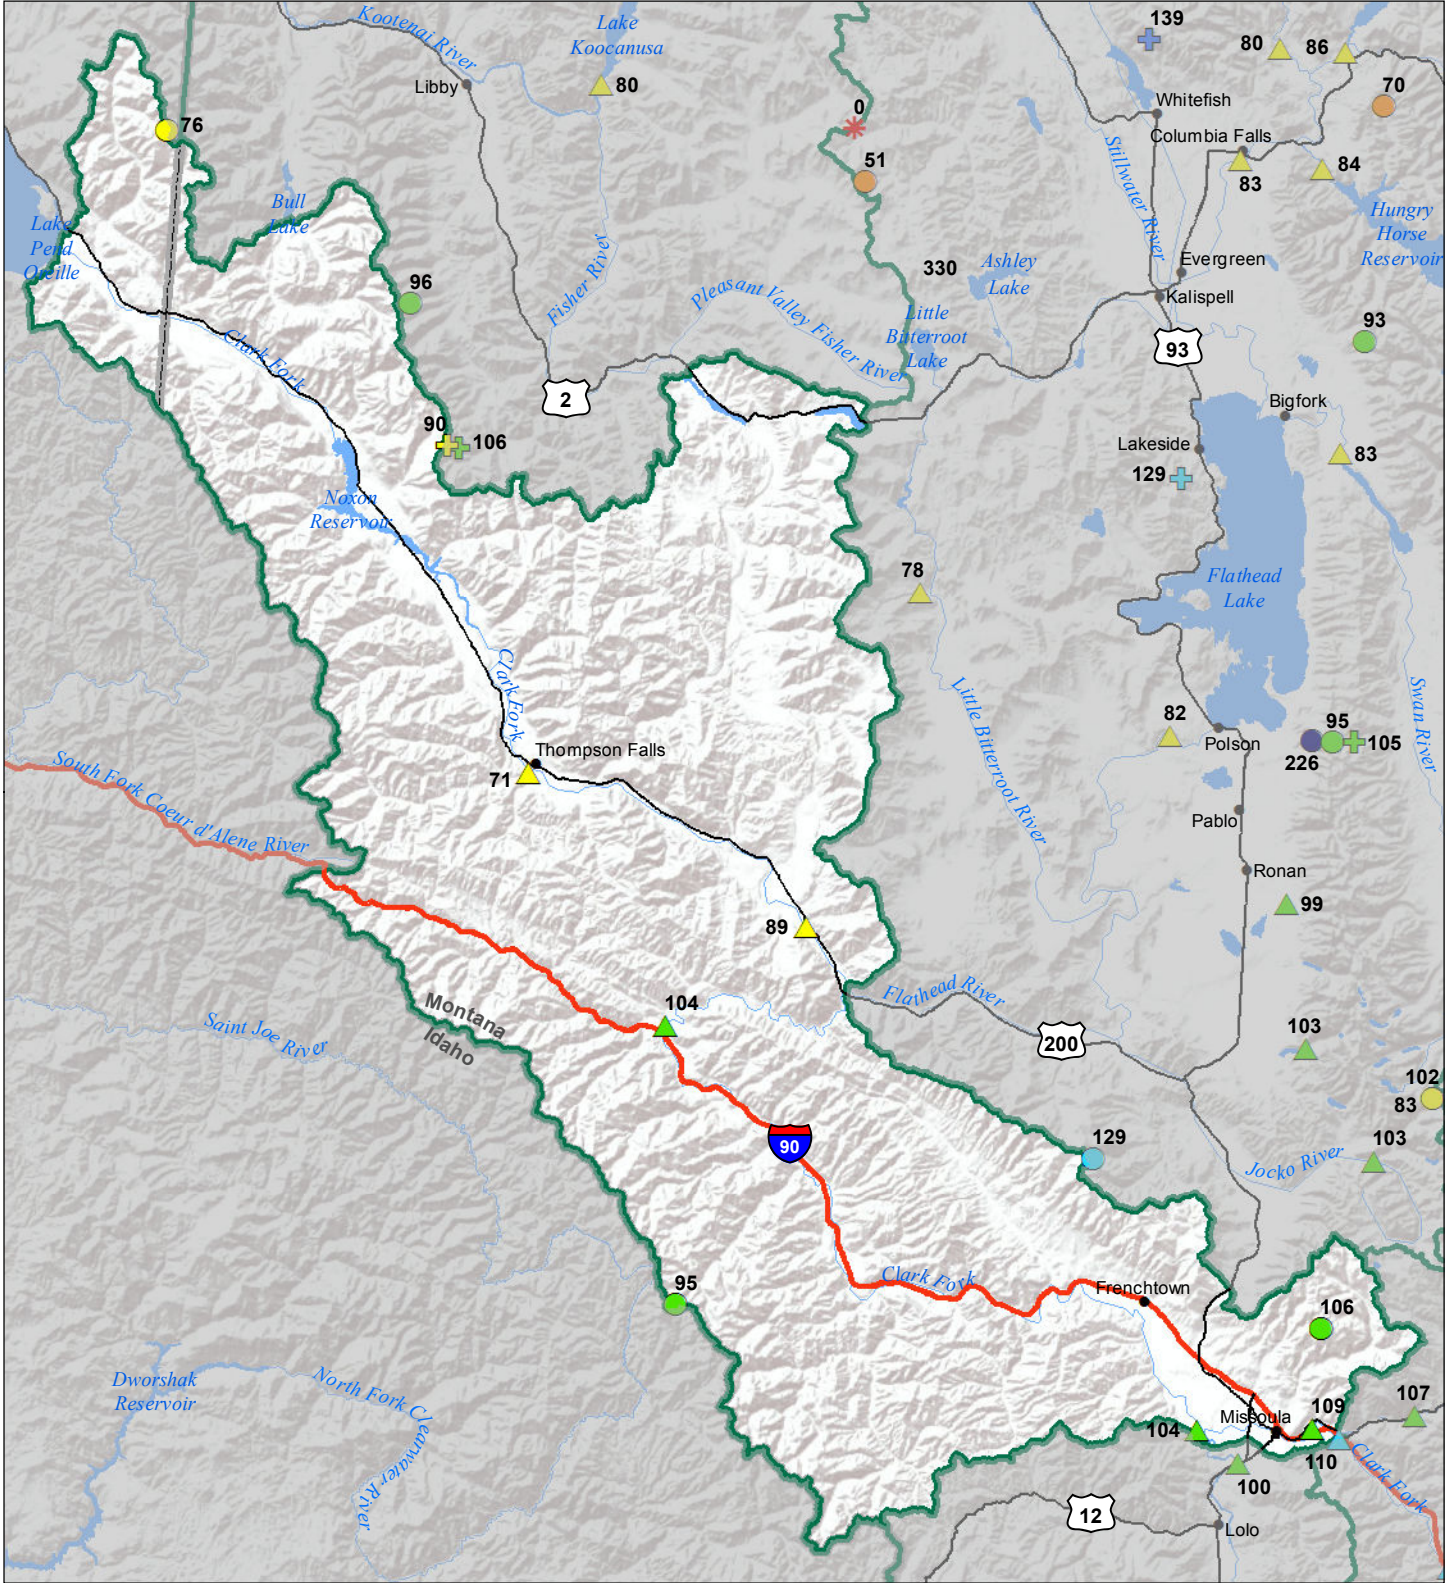 Kootenai River
Lake
Koocanusa
139
80
86
Libby
80
70
0
Whitefish
76
Columbia Falls
51
84
83
Stillwater River
Bull
Lake
Hungry
Horse
Reservoir
Lake
Pend
Oreille
Fisher River
Evergreen
330
Ashley
Lake
96
Kalispell
Pleasant Valley Fisher River
Little
Bitterroot
Lake
93
93
Clark Fork
2
Bigfork
90
106
Lakeside
83
129
Noxon
Reservoir
78
Flathead
Lake
Clark Fork
Little Bitterroot River
Swan River
82
95
Polson
226
105
Thompson Falls
71
South Fork Coeur d'Alene River
Pablo
Ronan
99
89
Flathead River
Montana
Idaho
104
Saint Joe River
200
103
102
83
90
129
103
Jocko River
Clark Fork
95
Frenchtown
106
Dworshak
Reservoir
North Fork Clearwater River
107
109
Missoula
104
110
100
Clark Fork
12
Lolo